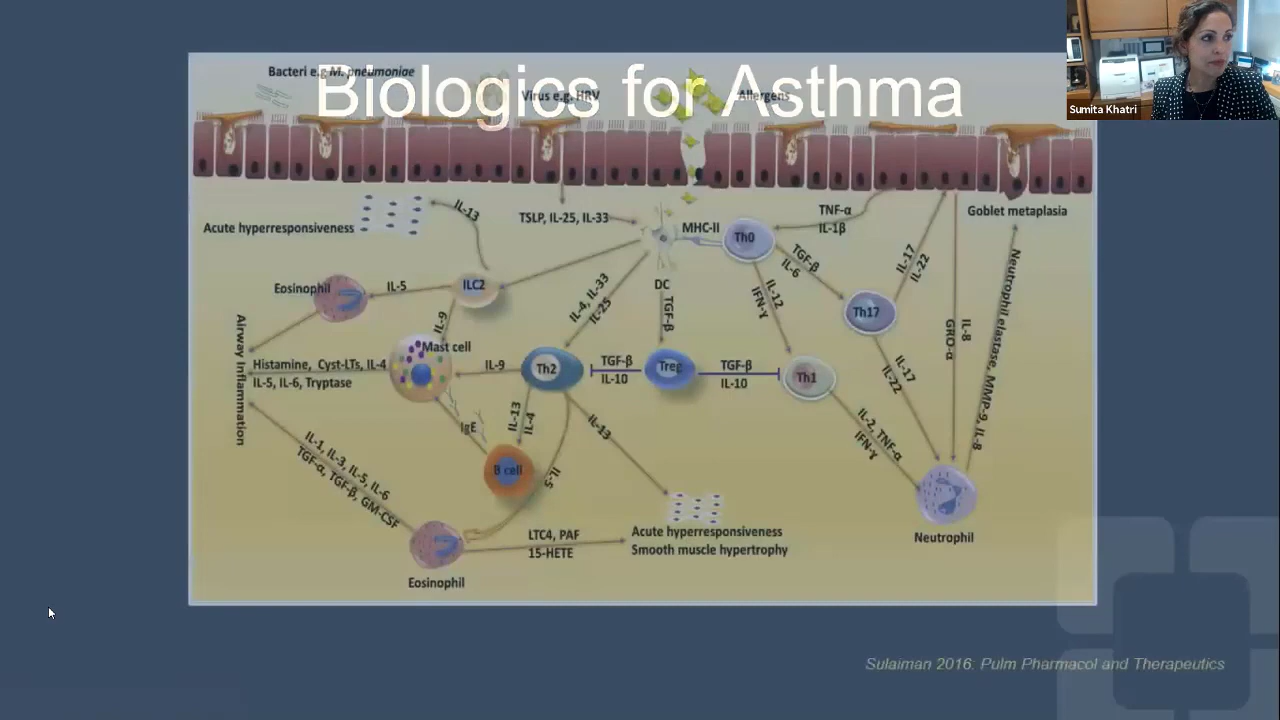 Biologics for Asthma
Sumita Khatri
Bacteri e.g M. pneumoniae
Virus e.g, HRV
Allergens
Acute hyperresponsiveness
IL-13
TSLP, IL-25, IL-33
MHC-II
Th0
TNF-α
IL-1β
Goblet metaplasia
Eosinophil
IL-5
ILC2
IL-9
IL-4, IL-33
IL-25
DC
TGF-β
IL-12
IFN-γ
TGF-β
IL-6
Th17
IL-17
IL-22
IL-8
GRO-α
Neutrophil elastase, MMP-9, IL-8
Airway Inflammation
Histamine, Cyst-LTs, IL-4
IL-5, IL-6, Tryptase
Mast cell
IL-9
Th2
TGF-β
IL-10
Treg
TGF-β
IL-10
Th1
IL-17
IL-22
IL-2, TNF-α
IFN-γ
IgE
IL-13
IL-4
IL-13
B cell
IL-5
IL-1, IL-3, IL-5, IL-6
TGF-α, TGF-β, GM-CSF
Eosinophil
LTC4, PAF
15-HETE
Acute hyperresponsiveness
Smooth muscle hypertrophy
Neutrophil
Sulaiman 2016: Pulm Pharmacol and Therapeutics